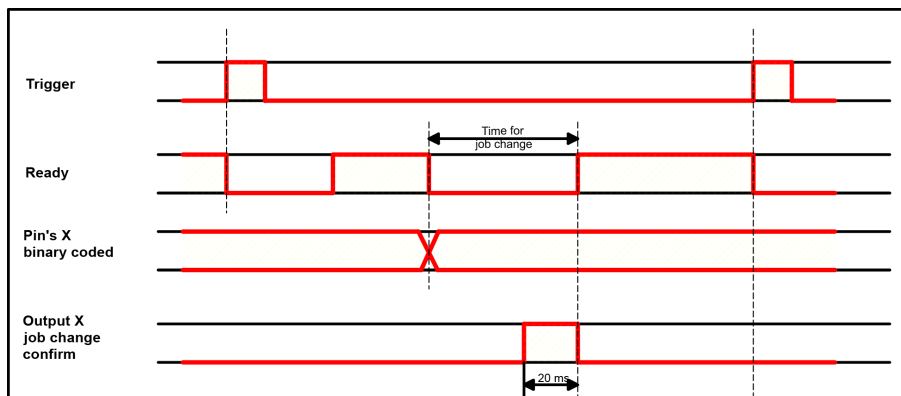 Trigger
Time for
job change
Ready
Pin's X
binary coded
Output X
job change
confirm
20 ms